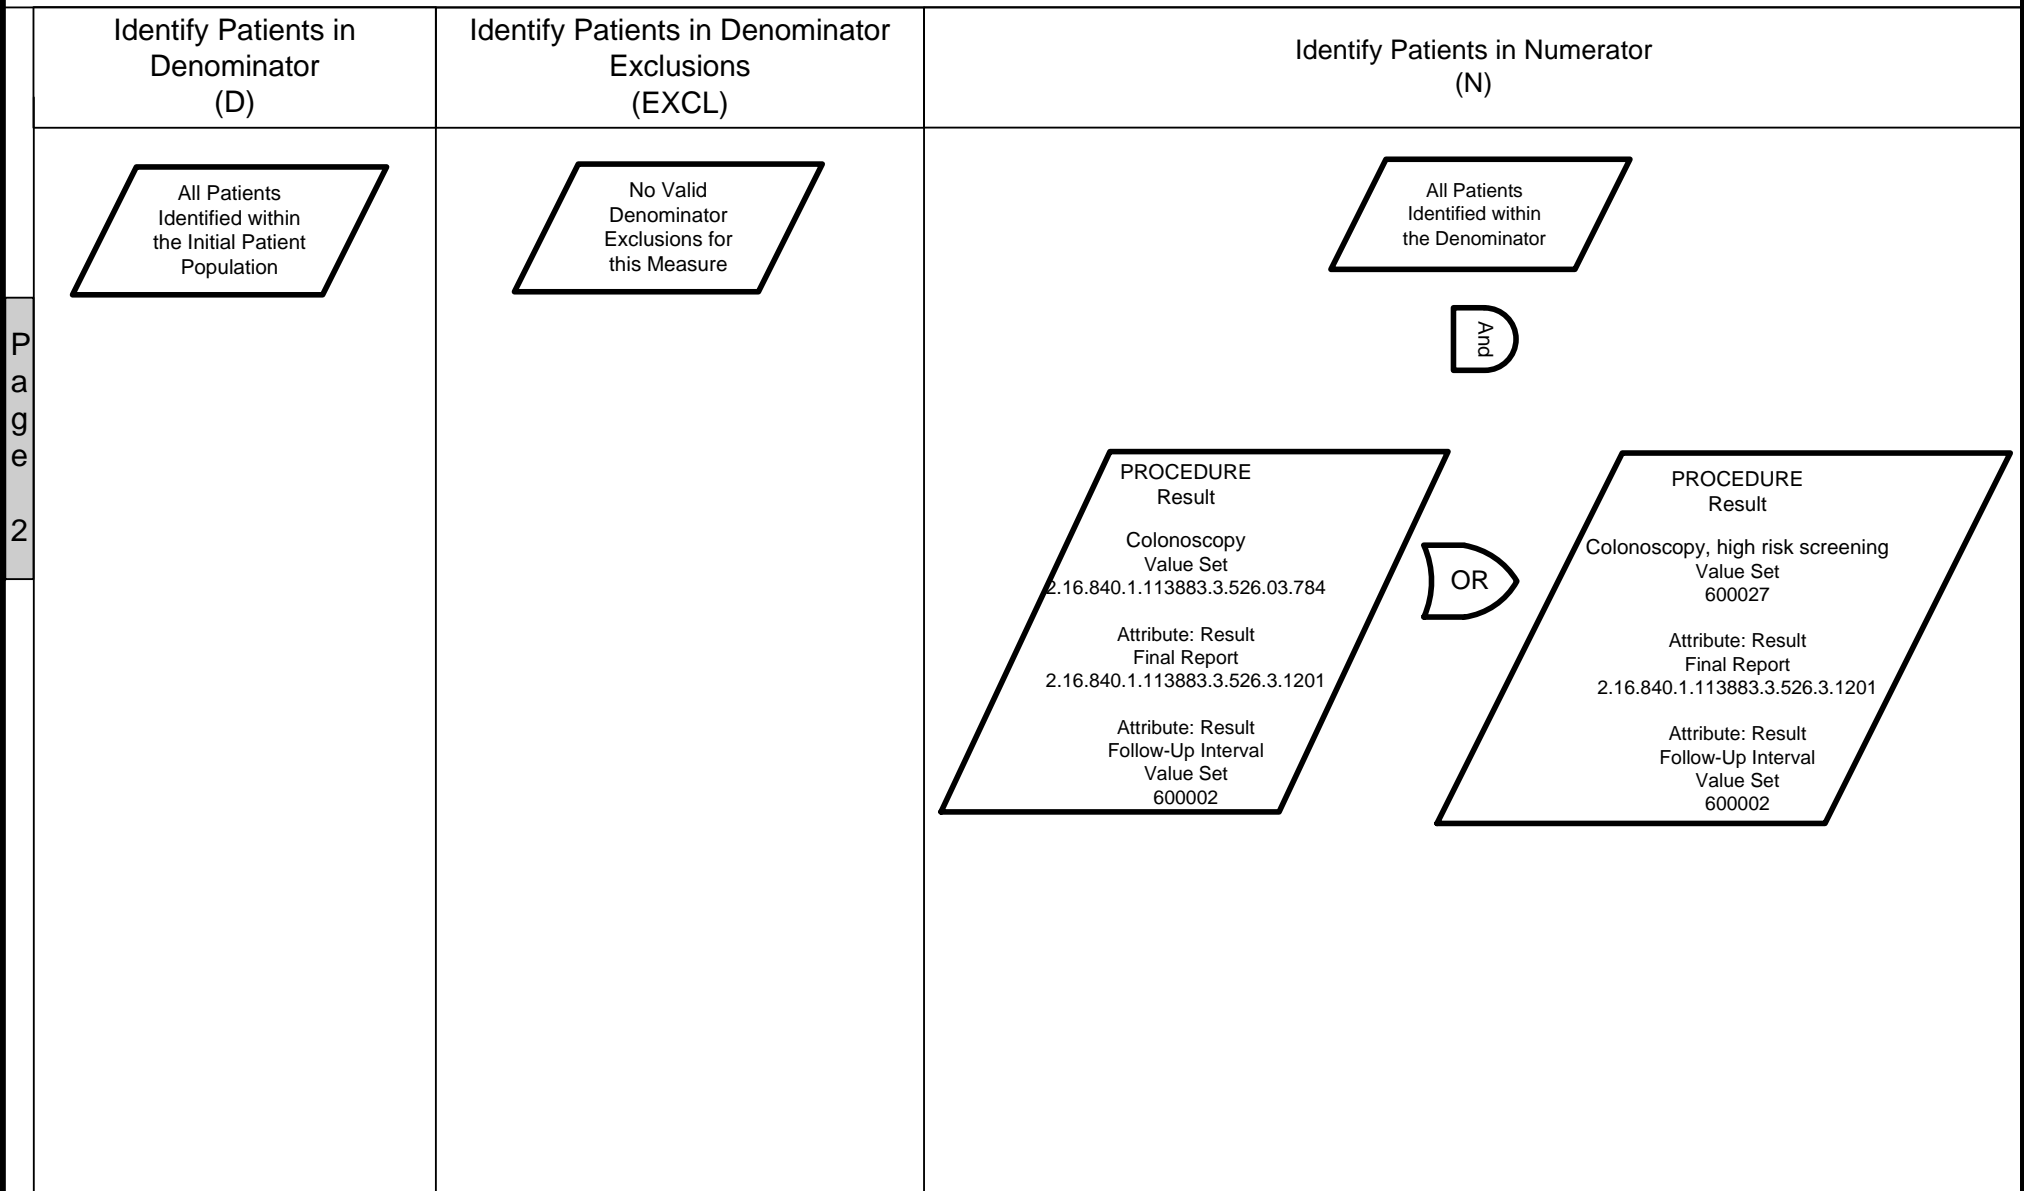 Identify Patients in
Denominator
(D)
Identify Patients in Denominator
Exclusions
(EXCL)
Identify Patients in Numerator
(N)
P
a
g
e
2
All Patients
Identified within
the Initial Patient
Population
No Valid
Denominator
Exclusions for
this Measure
All Patients
Identified within
the Denominator
And
PROCEDURE
Result
Colonoscopy
Value Set
2.16.840.1.113883.3.526.03.784
Attribute: Result
Final Report
2.16.840.1.113883.3.526.3.1201
Attribute: Result
Follow-Up Interval
Value Set
600002
OR
PROCEDURE
Result
Colonoscopy, high risk screening
Value Set
600027
Attribute: Result
Final Report
2.16.840.1.113883.3.526.3.1201
Attribute: Result
Follow-Up Interval
Value Set
600002